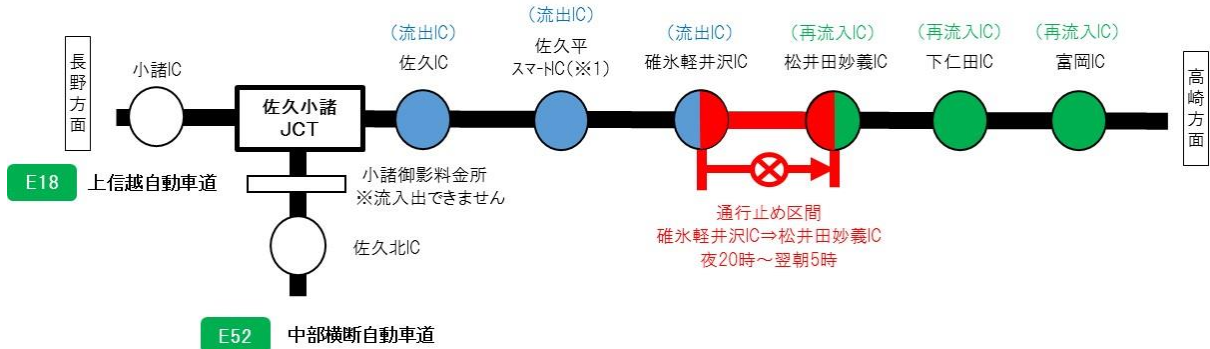 (流出IC)
(流出IC)
(流出IC)
(再流入IC)
(再流入IC)
(再流入IC)
長野方面
小諸IC
佐久小諸
JCT
佐久IC
佐久平
スマートIC(※1)
碓氷軽井沢IC
松井田妙義IC
下仁田IC
富岡IC
高崎方面
E18
上信越自動車道
小諸御影料金所
※流入出できません
佐久北IC
通行止め区間
碓氷軽井沢IC⇒松井田妙義IC
夜20時～翌朝5時
E52
中部横断自動車道